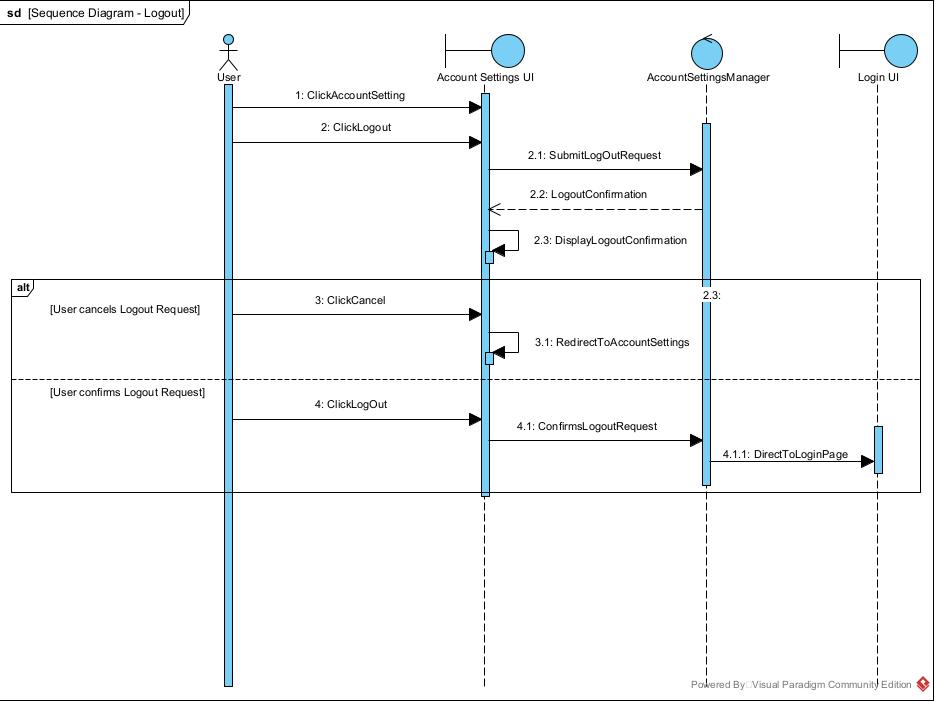 sd [Sequence Diagram - Logout]
User
Account Settings UI
AccountSettingsManager
Login UI
1: ClickAccountSetting
2: ClickLogout
2.1: SubmitLogOutRequest
2.2: LogoutConfirmation
2.3: DisplayLogoutConfirmation
alt
2.3:
[User cancels Logout Request]
3: ClickCancel
3.1: RedirectToAccountSettings
[User confirms Logout Request]
4: ClickLogOut
4.1: ConfirmsLogoutRequest
4.1.1: DirectToLoginPage
Powered By Visual Paradigm Community Edition